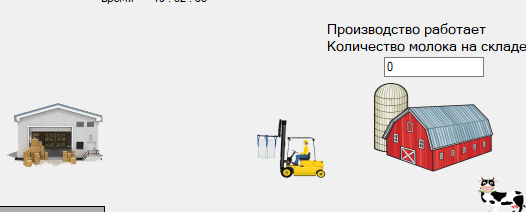 Производство работает
Количество молока на складе
0